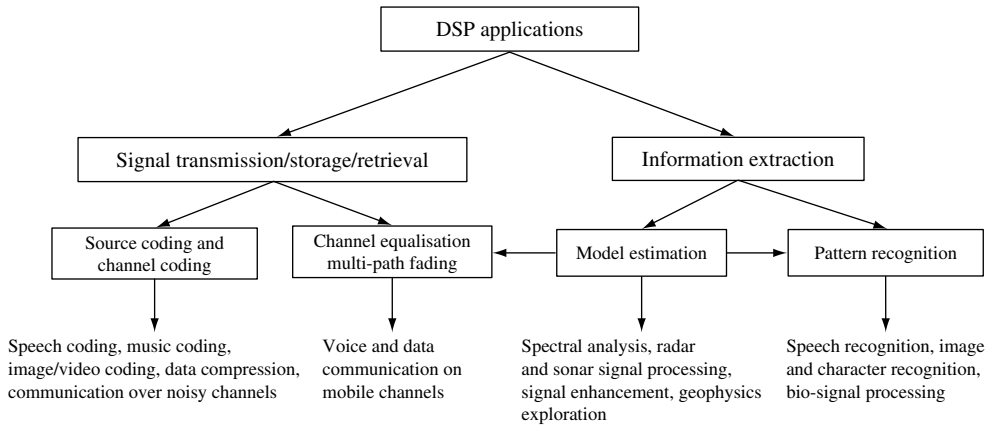 DSP applications
Signal transmission/storage/retrieval
Information extraction
Source coding and
channel coding
Channel equalisation
multi-path fading
Model estimation
Pattern recognition
Speech coding, music coding,
image/video coding, data compression,
communication over noisy channels
Voice and data
communication on
mobile channels
Spectral analysis, radar
and sonar signal processing,
signal enhancement, geophysics
exploration
Speech recognition, image
and character recognition,
bio-signal processing